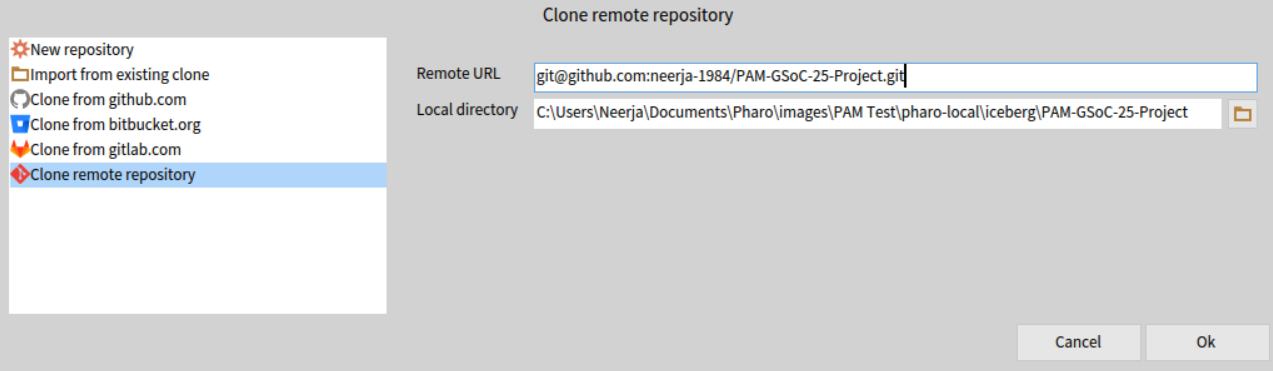 Clone remote repository
New repository
Import from existing clone
Clone from github.com
Clone from bitbucket.org
Clone from gitlab.com
Clone remote repository
Remote URL git@github.com:neerja-1984/PAM-GSoC-25-Project.git
Local directory C:\Users\Neerja\Documents\Pharo\images\PAM Test\pharo-local\iceberg\PAM-GSoC-25-Project
Cancel Ok